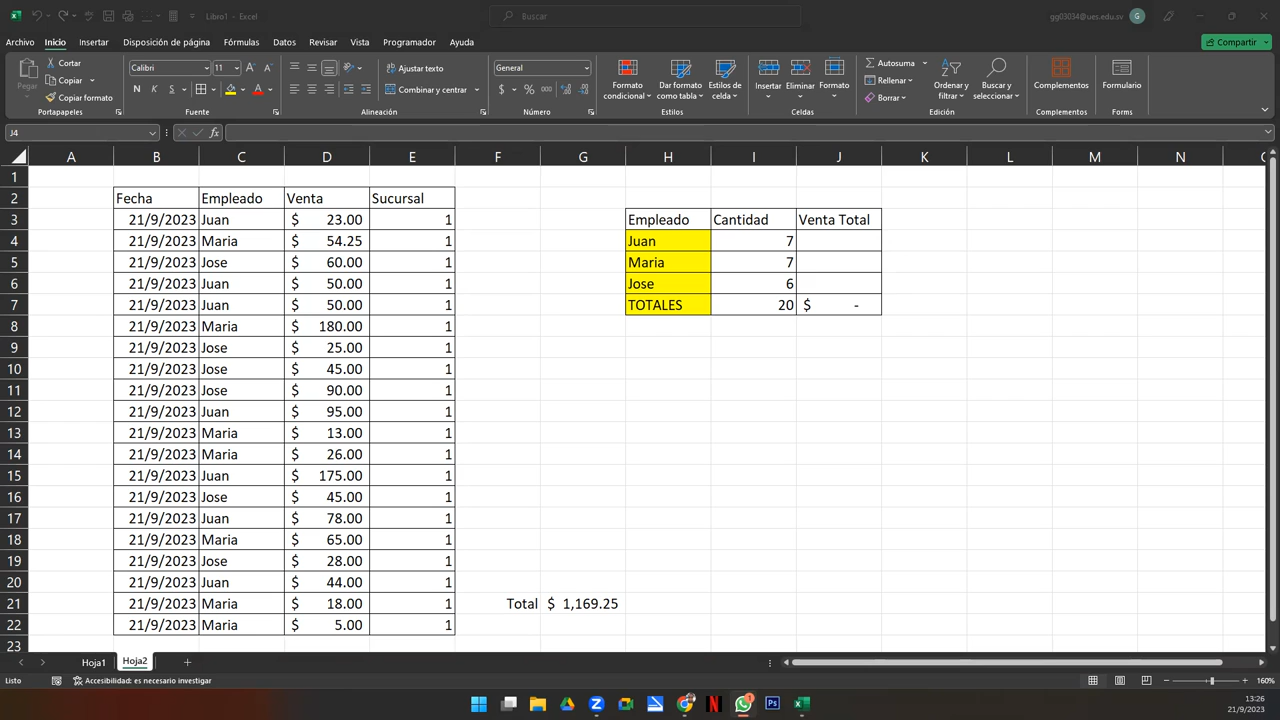 Libro1 - Excel
Buscar
gg03034@ues.edu.sv
G
Archivo Inicio Insertar Disposición de página Fórmulas Datos Revisar Vista Programador Ayuda
Compartir
Pegar
Cortar
Copiar
Copiar formato
Portapapeles
Calibri 11
N K S
Fuente
Ajustar texto
Combinar y centrar
Alineación
General
$ % 000
Número
Formato condicional
Dar formato como tabla
Estilos de celda
Estilos
Insertar
Eliminar
Formato
Celdas
Autosuma
Rellenar
Borrar
Ordenar y filtrar
Buscar y seleccionar
Edición
Complementos
Complementos
Formulario
Forms
J4
fx
A B C D E F G H I J K L M N
1
2 Fecha Empleado Venta Sucursal
3 21/9/2023 Juan $ 23.00 1 Empleado Cantidad Venta Total
4 21/9/2023 Maria $ 54.25 1 Juan 7
5 21/9/2023 Jose $ 60.00 1 Maria 7
6 21/9/2023 Juan $ 50.00 1 Jose 6
7 21/9/2023 Juan $ 50.00 1 TOTALES 20 $ -
8 21/9/2023 Maria $ 180.00 1
9 21/9/2023 Jose $ 25.00 1
10 21/9/2023 Jose $ 45.00 1
11 21/9/2023 Jose $ 90.00 1
12 21/9/2023 Juan $ 95.00 1
13 21/9/2023 Maria $ 13.00 1
14 21/9/2023 Maria $ 26.00 1
15 21/9/2023 Juan $ 175.00 1
16 21/9/2023 Jose $ 45.00 1
17 21/9/2023 Juan $ 78.00 1
18 21/9/2023 Maria $ 65.00 1
19 21/9/2023 Jose $ 28.00 1
20 21/9/2023 Juan $ 44.00 1
21 21/9/2023 Maria $ 18.00 1 Total $ 1,169.25
22 21/9/2023 Maria $ 5.00 1
23
Hoja1 Hoja2
Listo
Accesibilidad: es necesario investigar
160%
13:26
21/9/2023